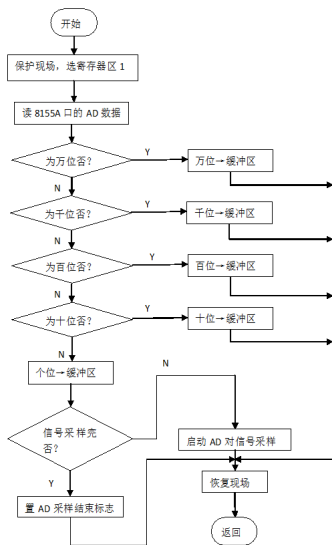 开始
保护现场，选寄存器区 1
读 8155A 口的 AD 数据
为万位否？
Y
万位→缓冲区
N
为千位否？
Y
千位→缓冲区
N
为百位否？
Y
百位→缓冲区
N
为十位否？
Y
十位→缓冲区
N
个位→缓冲区
N
信号采样完
否？
启动 AD 对信号采样
Y
恢复现场
置 AD 采样结束标志
返回